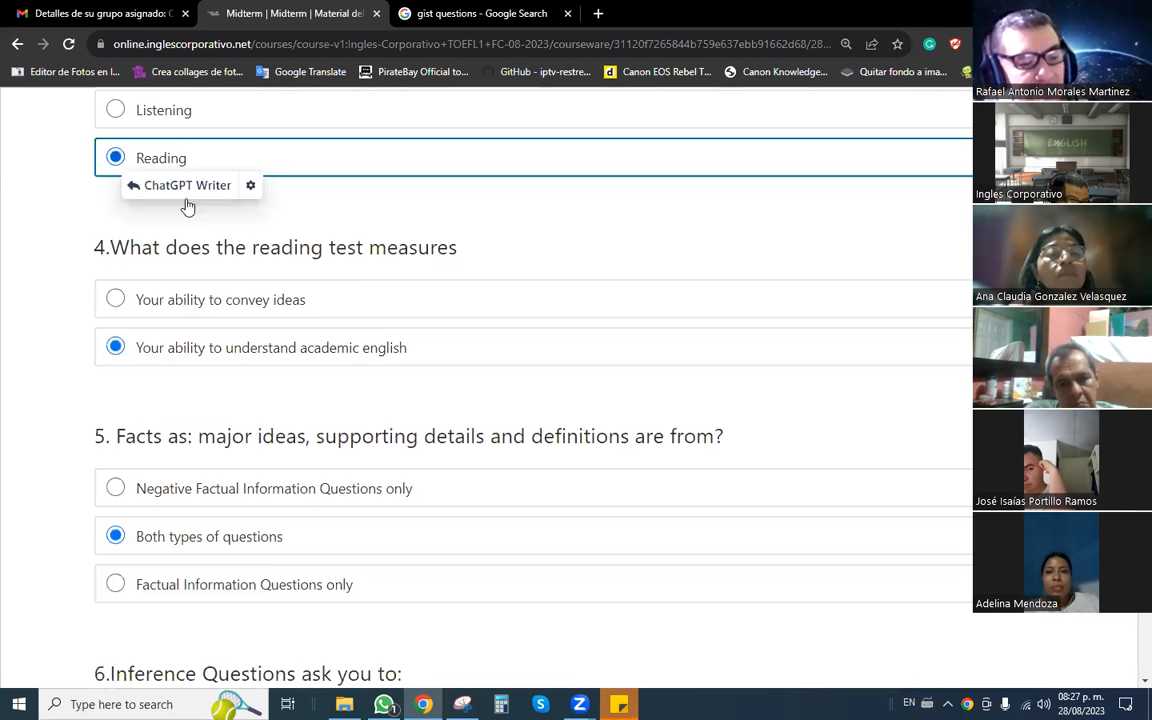 Detalles de su grupo asignado: C
Midterm | Midterm | Material de
gist questions - Google Search
online.inglescorporativo.net/courses/course-v1:Ingles-Corporativo+TOEFL1+FC-08-2023/courseware/31120f7265844b759e637ebb91662d68/28...
Editor de Fotos en l...
Crea collages de fot...
Google Translate
PirateBay Official to...
GitHub - iptv-restre...
Canon EOS Rebel T...
Canon Knowledge...
Quitar fondo a ima...
Listening
Reading
ChatGPT Writer
4.What does the reading test measures
Your ability to convey ideas
Your ability to understand academic english
5. Facts as: major ideas, supporting details and definitions are from?
Negative Factual Information Questions only
Both types of questions
Factual Information Questions only
6.Inference Questions ask you to:
Rafael Antonio Morales Martinez
ENGLISH
Ingles Corporativo
Ana Claudia Gonzalez Velasquez
José Isaías Portillo Ramos
Adelina Mendoza
Type here to search
1
EN
08:27 p. m.
28/08/2023